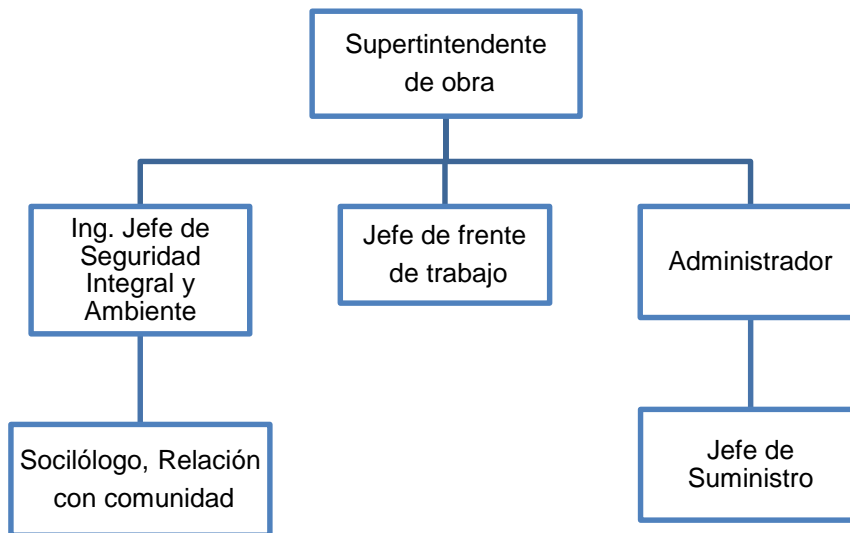 Supertintendente
de obra
Ing. Jefe de
Seguridad
Integral y
Ambiente
Jefe de frente
de trabajo
Administrador
Socilólogo, Relación
con comunidad
Jefe de
Suministro